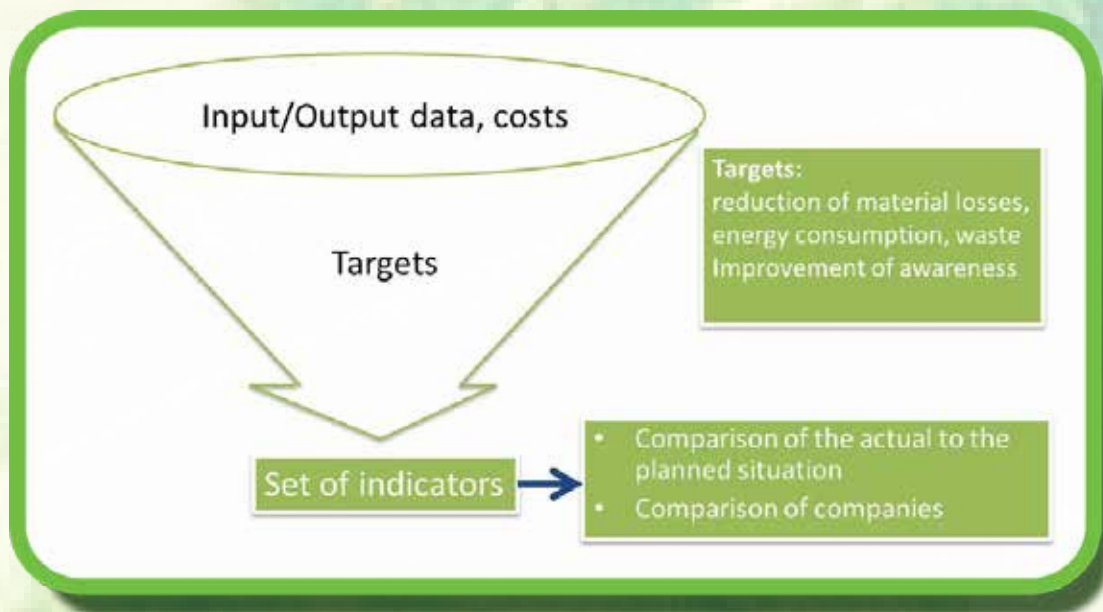 Input/Output data, costs
Targets
Targets:
reduction of material losses,
energy consumption, waste
Improvement of awareness
Set of indicators
• Comparison of the actual to the
planned situation
• Comparison of companies